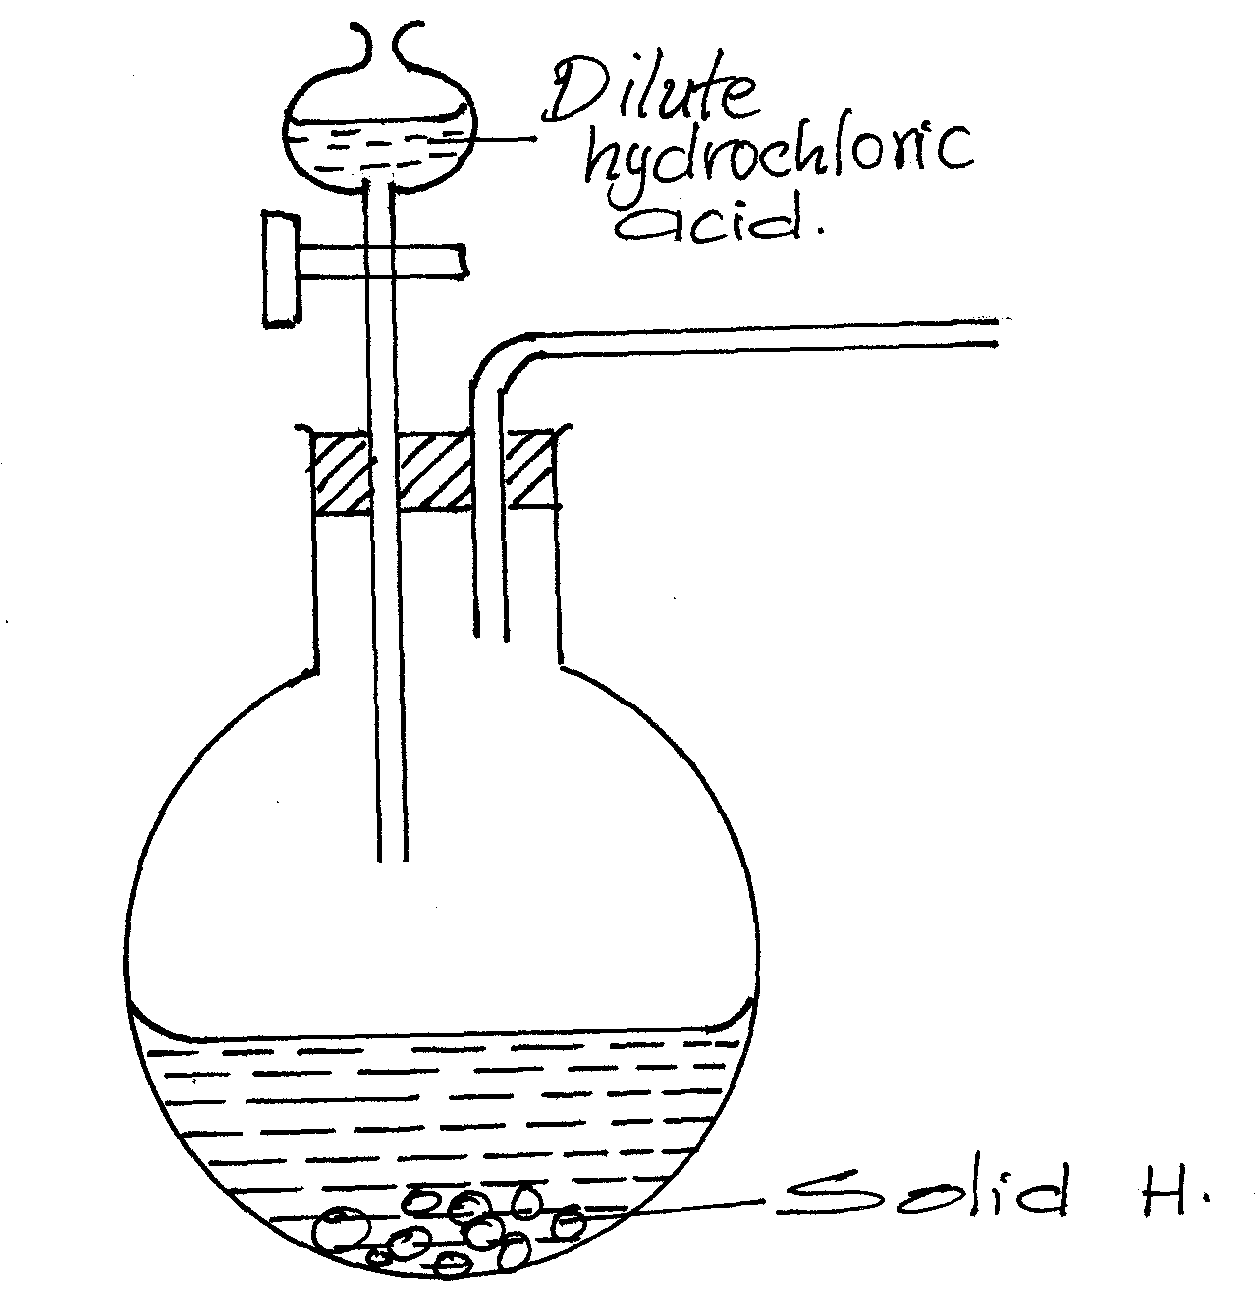 Dilute
hydrochloric
acid.
Solid H.